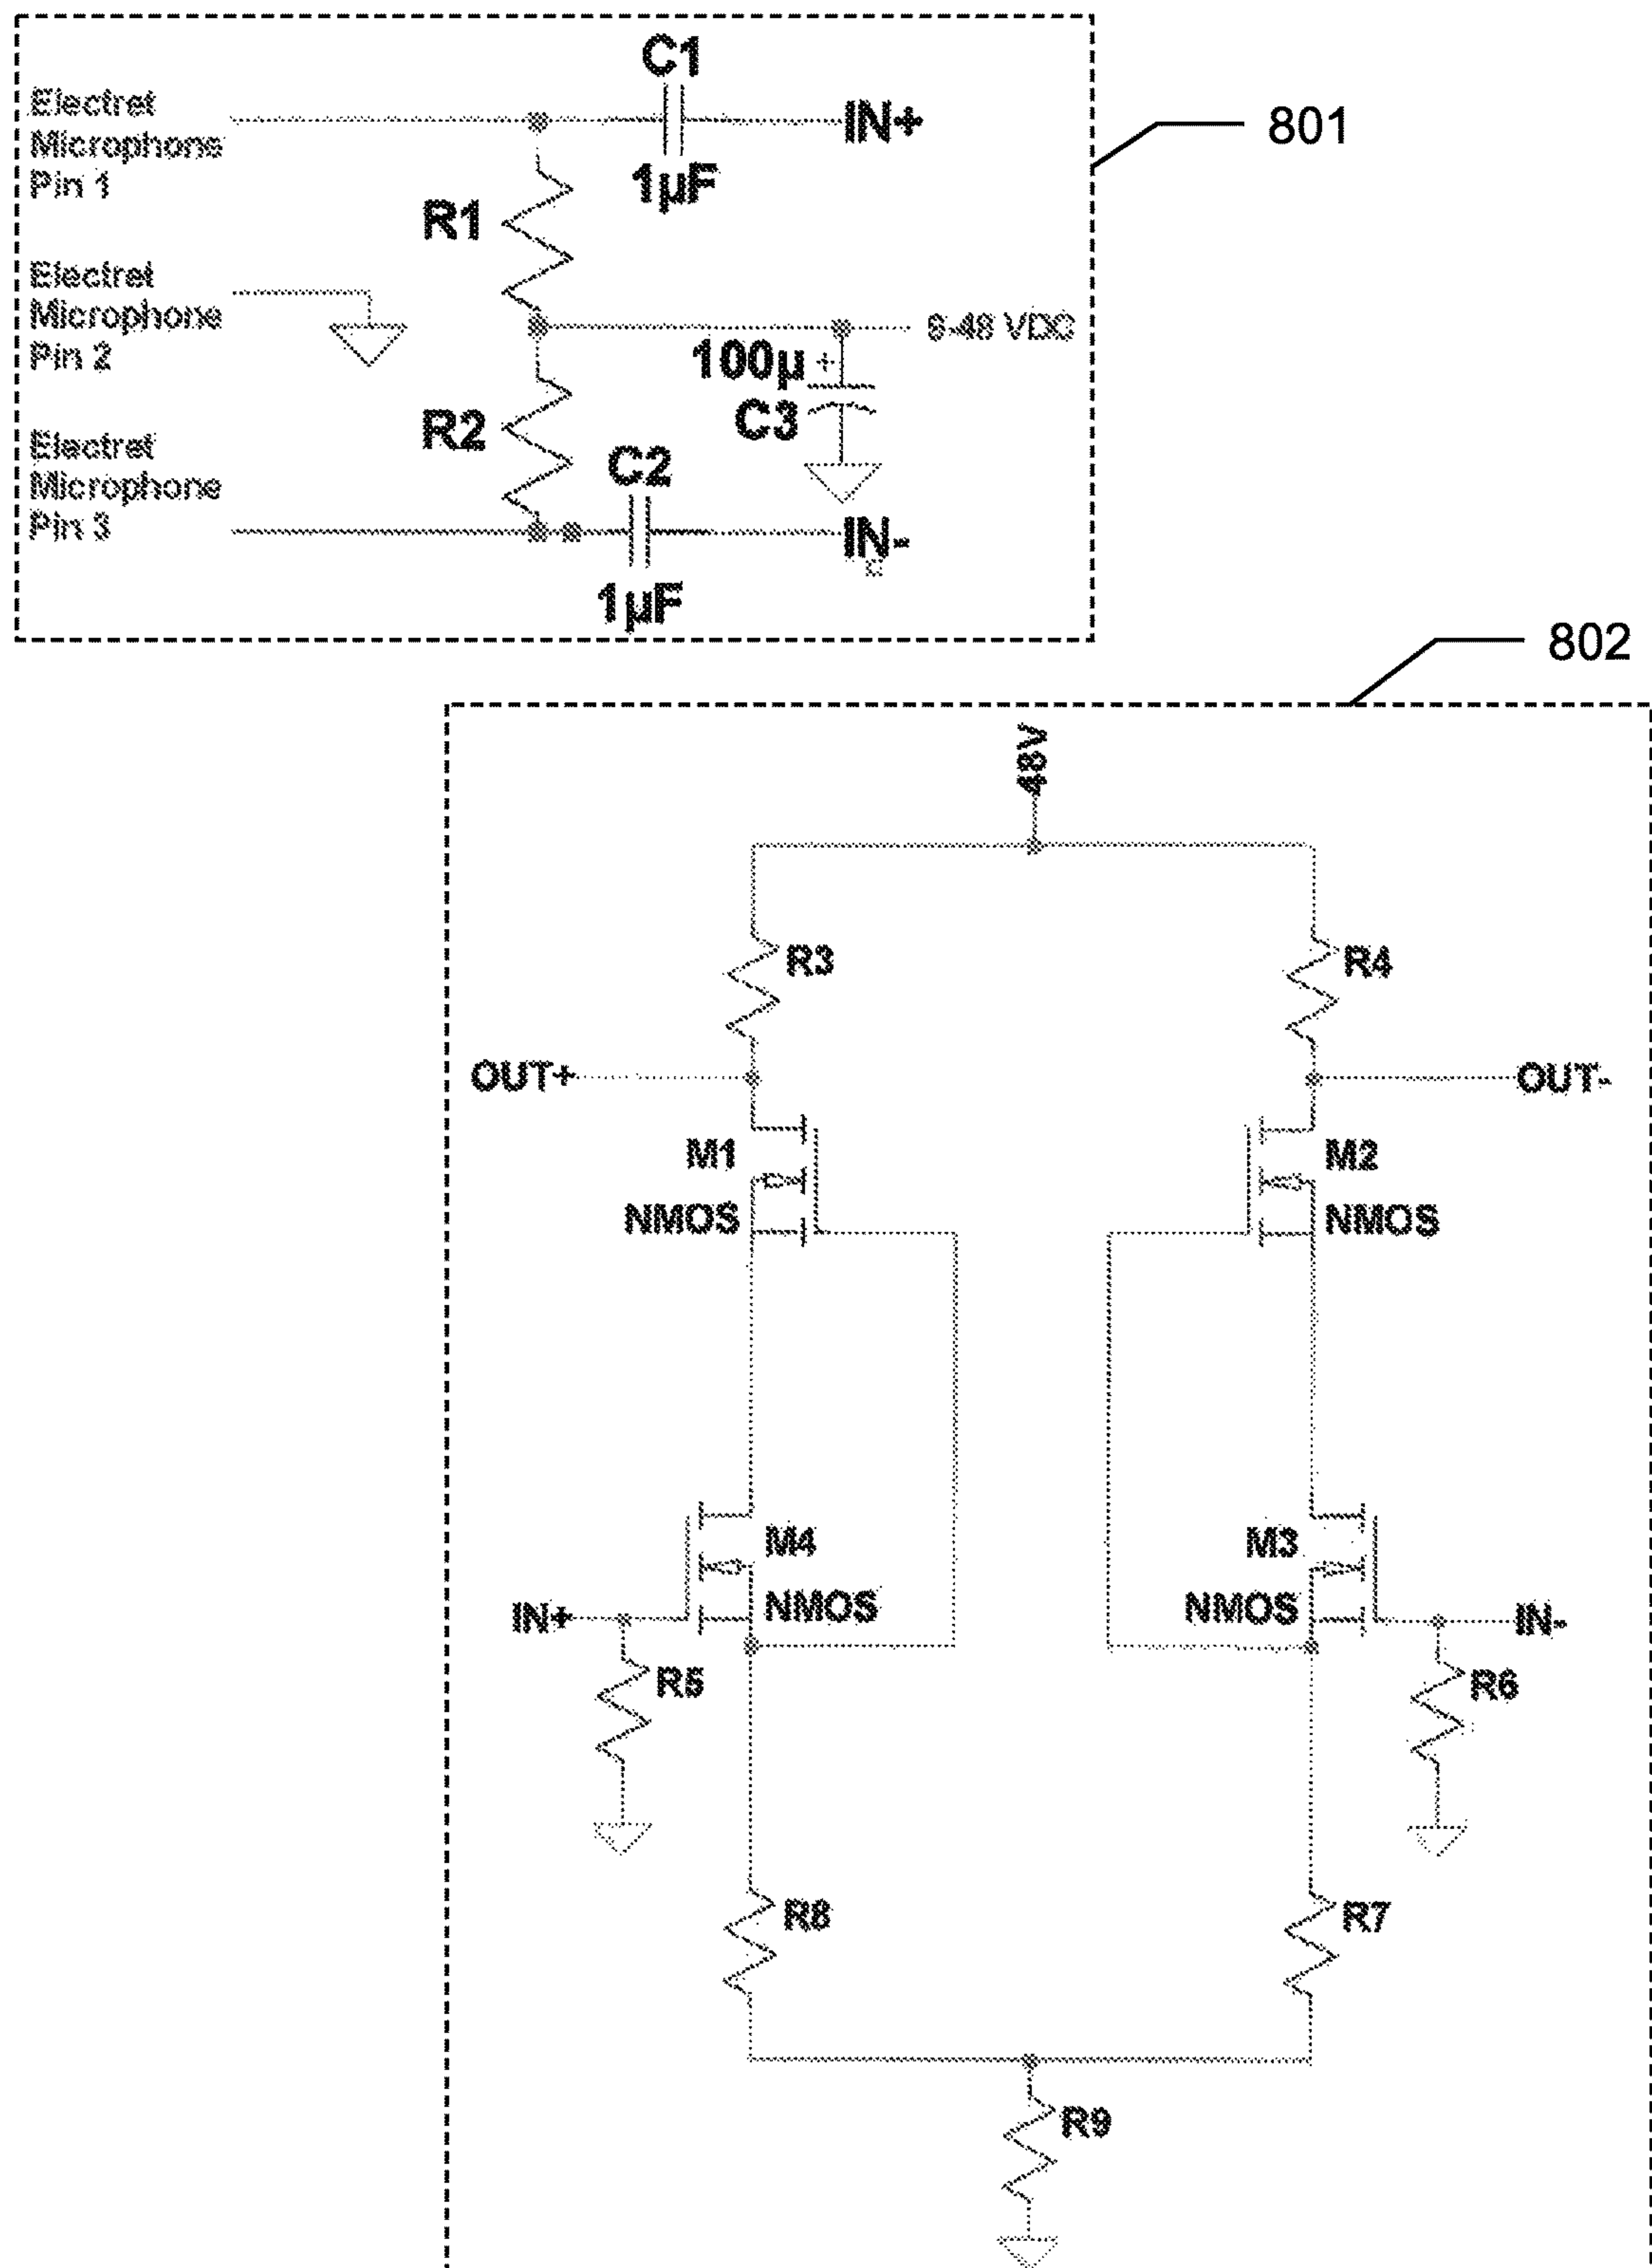 C1
Electret
Microphone
Pin 1
IN+
1µF
R1
801
Electret
Microphone
Pin 2
100µ
+
C3
R2
Electret
Microphone
Pin 3
C2
IN-
1µF
802
48V
R3
R4
OUT+
OUT-
M1
NMOS
M2
NMOS
M4
NMOS
M3
NMOS
IN+
IN-
R5
R6
R8
R7
R9